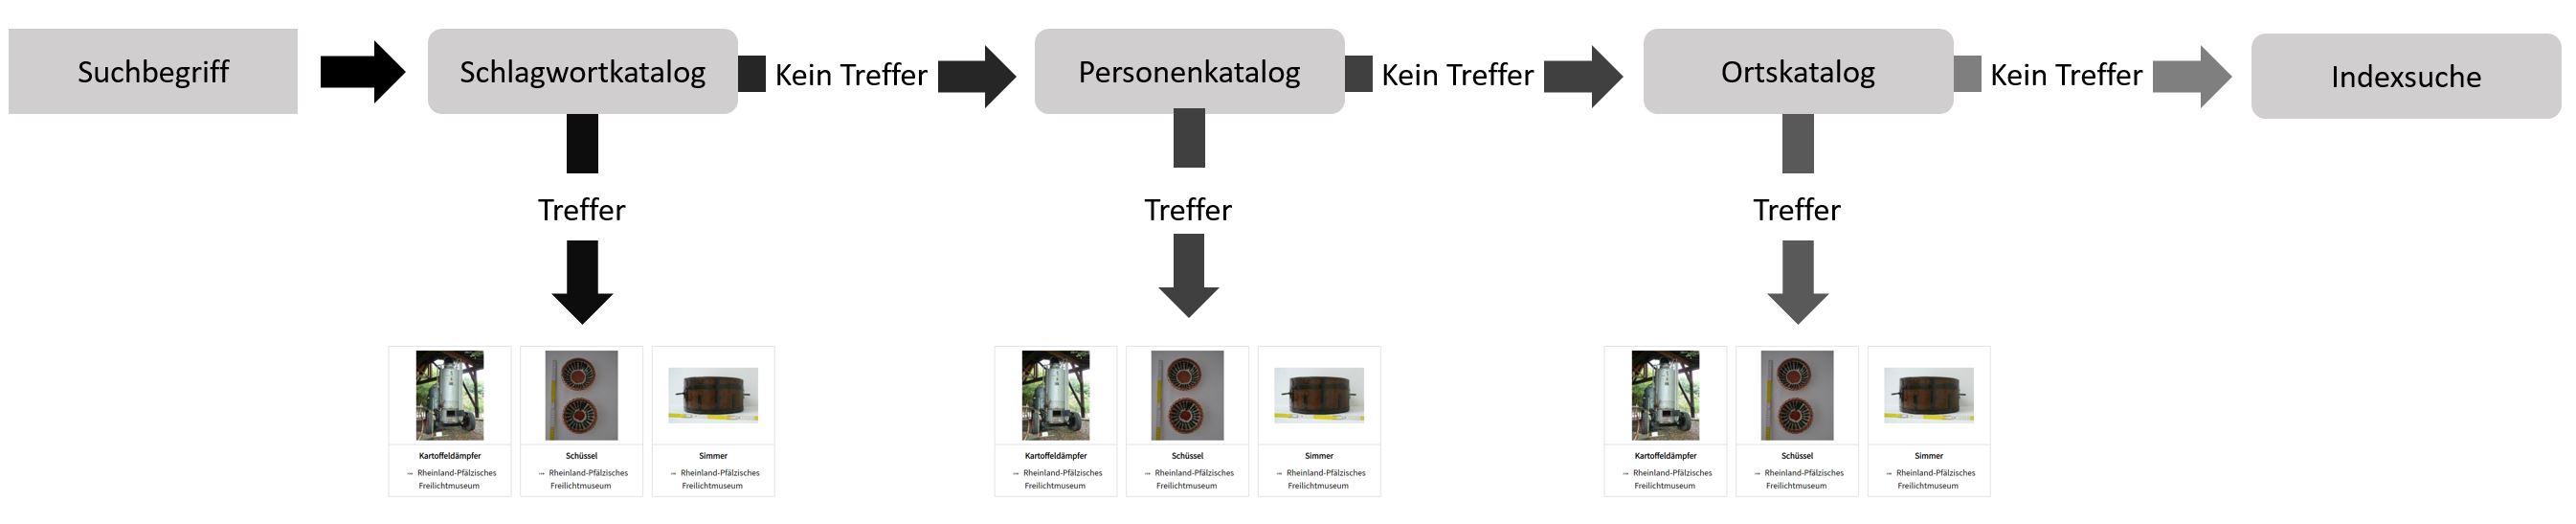 Suchbegriff
Schlagwortkatalog
Kein Treffer
Personenkatalog
Kein Treffer
Ortskatalog
Kein Treffer
Indexsuche
Treffer
Treffer
Treffer
Kartoffeldämpfer
→ Rheinland-Pfälzisches
Freilichtmuseum
Schüssel
→ Rheinland-Pfälzisches
Freilichtmuseum
Simmer
→ Rheinland-Pfälzisches
Freilichtmuseum
Kartoffeldämpfer
→ Rheinland-Pfälzisches
Freilichtmuseum
Schüssel
→ Rheinland-Pfälzisches
Freilichtmuseum
Simmer
→ Rheinland-Pfälzisches
Freilichtmuseum
Kartoffeldämpfer
→ Rheinland-Pfälzisches
Freilichtmuseum
Schüssel
→ Rheinland-Pfälzisches
Freilichtmuseum
Simmer
→ Rheinland-Pfälzisches
Freilichtmuseum